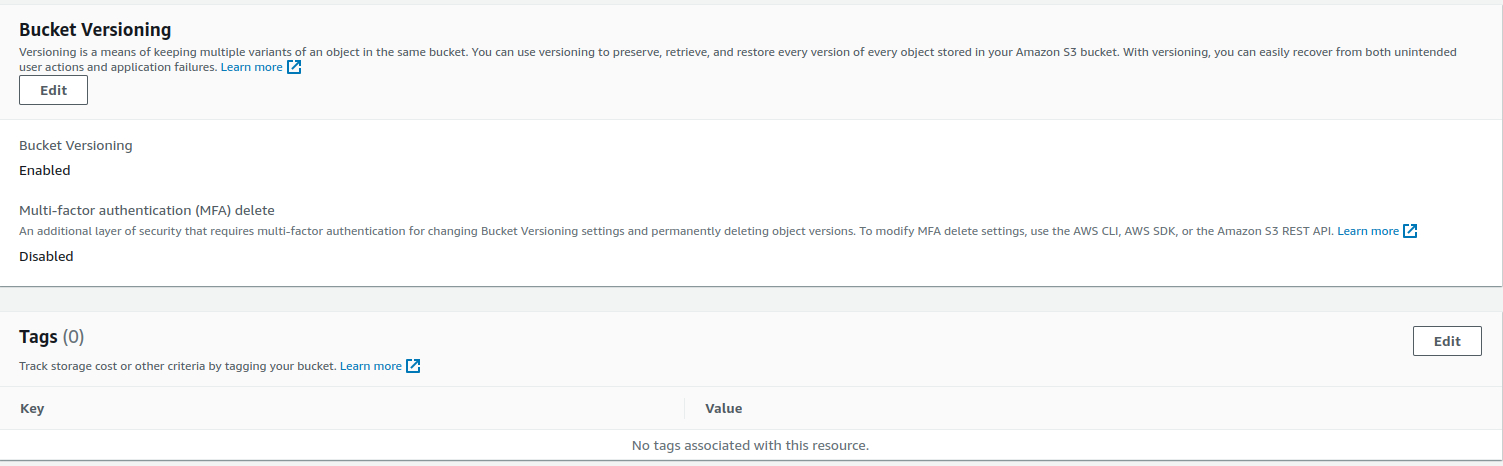 Bucket Versioning
Versioning is a means of keeping multiple variants of an object in the same bucket. You can use versioning to preserve, retrieve, and restore every version of every object stored in your Amazon S3 bucket. With versioning, you can easily recover from both unintended
user actions and application failures. Learn more
Edit
Bucket Versioning
Enabled
Multi-factor authentication (MFA) delete
An additional layer of security that requires multi-factor authentication for changing Bucket Versioning settings and permanently deleting object versions. To modify MFA delete settings, use the AWS CLI, AWS SDK, or the Amazon S3 REST API. Learn more
Disabled
Tags (0)
Edit
Track storage cost or other criteria by tagging your bucket. Learn more
Key Value
No tags associated with this resource.